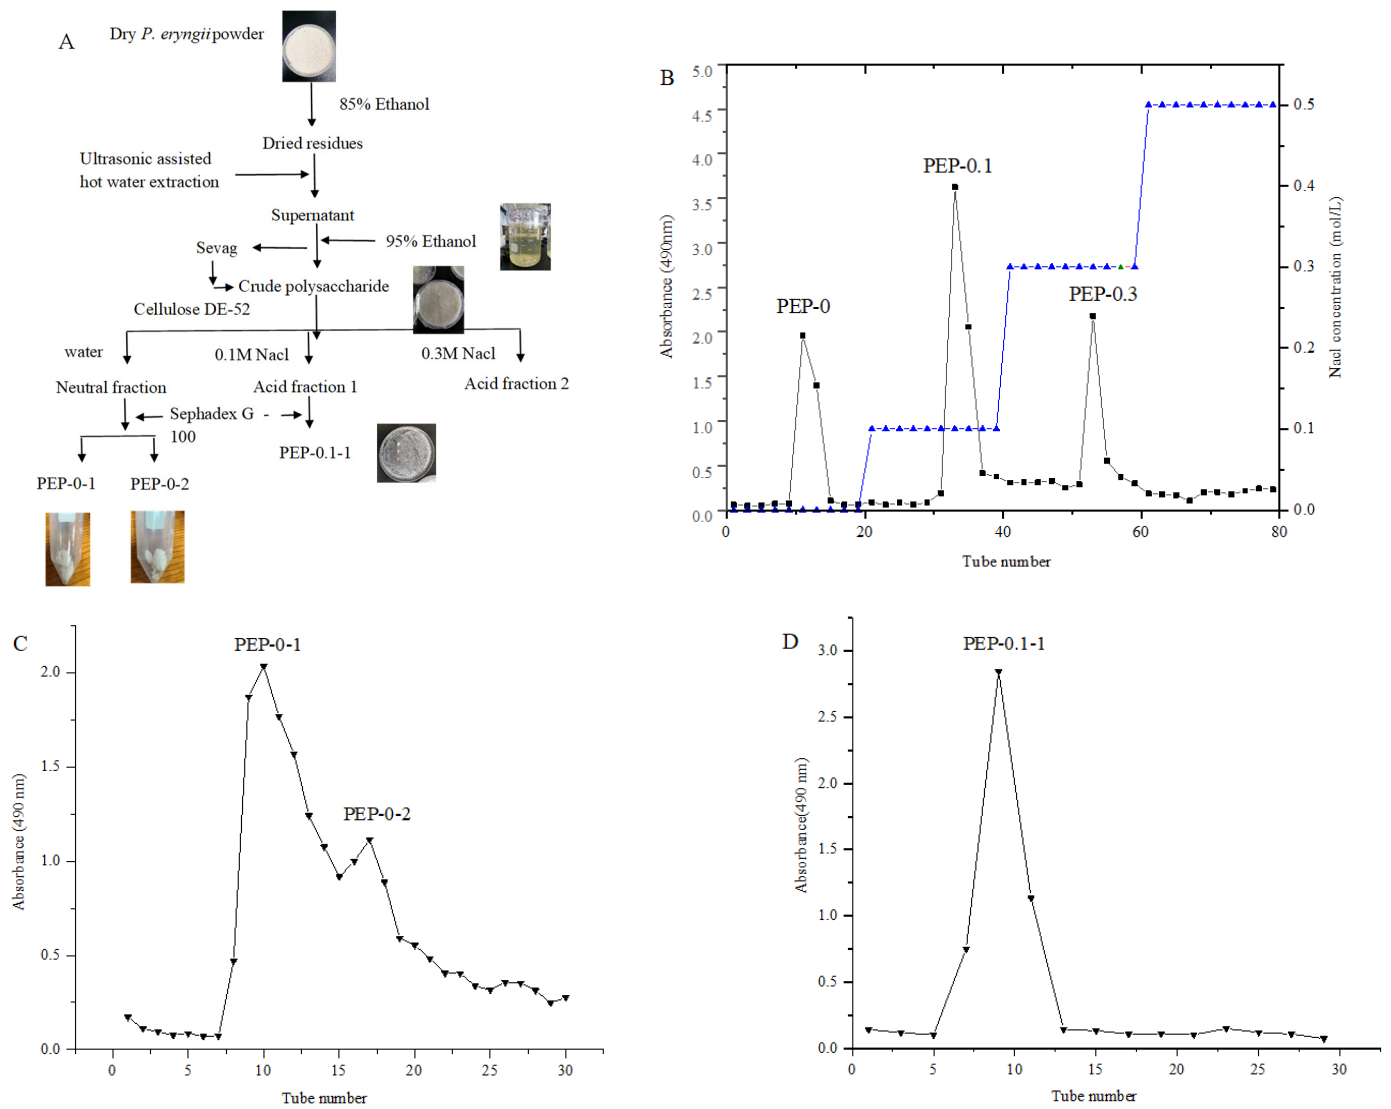 A
Dry P. eryngii powder
85% Ethanol
Dried residues
Ultrasonic assisted
hot water extraction
Supernatant
95% Ethanol
Sevag
Crude polysaccharide
Cellulose DE-52
water
0.1M Nacl
0.3M Nacl
Neutral fraction
Acid fraction 1
Acid fraction 2
Sephadex G -
100
PEP-0.1-1
PEP-0-1
PEP-0-2
B
5.0
4.5
4.0
3.5
3.0
2.5
2.0
1.5
1.0
0.5
0.0
Absorbance (490nm)
PEP-0
PEP-0.1
PEP-0.3
0.5
0.4
0.3
0.2
0.1
0.0
Nacl concentration (mol/L)
0 20 40 60 80
Tube number
C
PEP-0-1
PEP-0-2
2.0
1.5
1.0
0.5
0.0
Absorbance (490 nm)
0 5 10 15 20 25 30
Tube number
D
PEP-0.1-1
3.0
2.5
2.0
1.5
1.0
0.5
0.0
Absorbance(490 nm)
0 5 10 15 20 25 30
Tube number